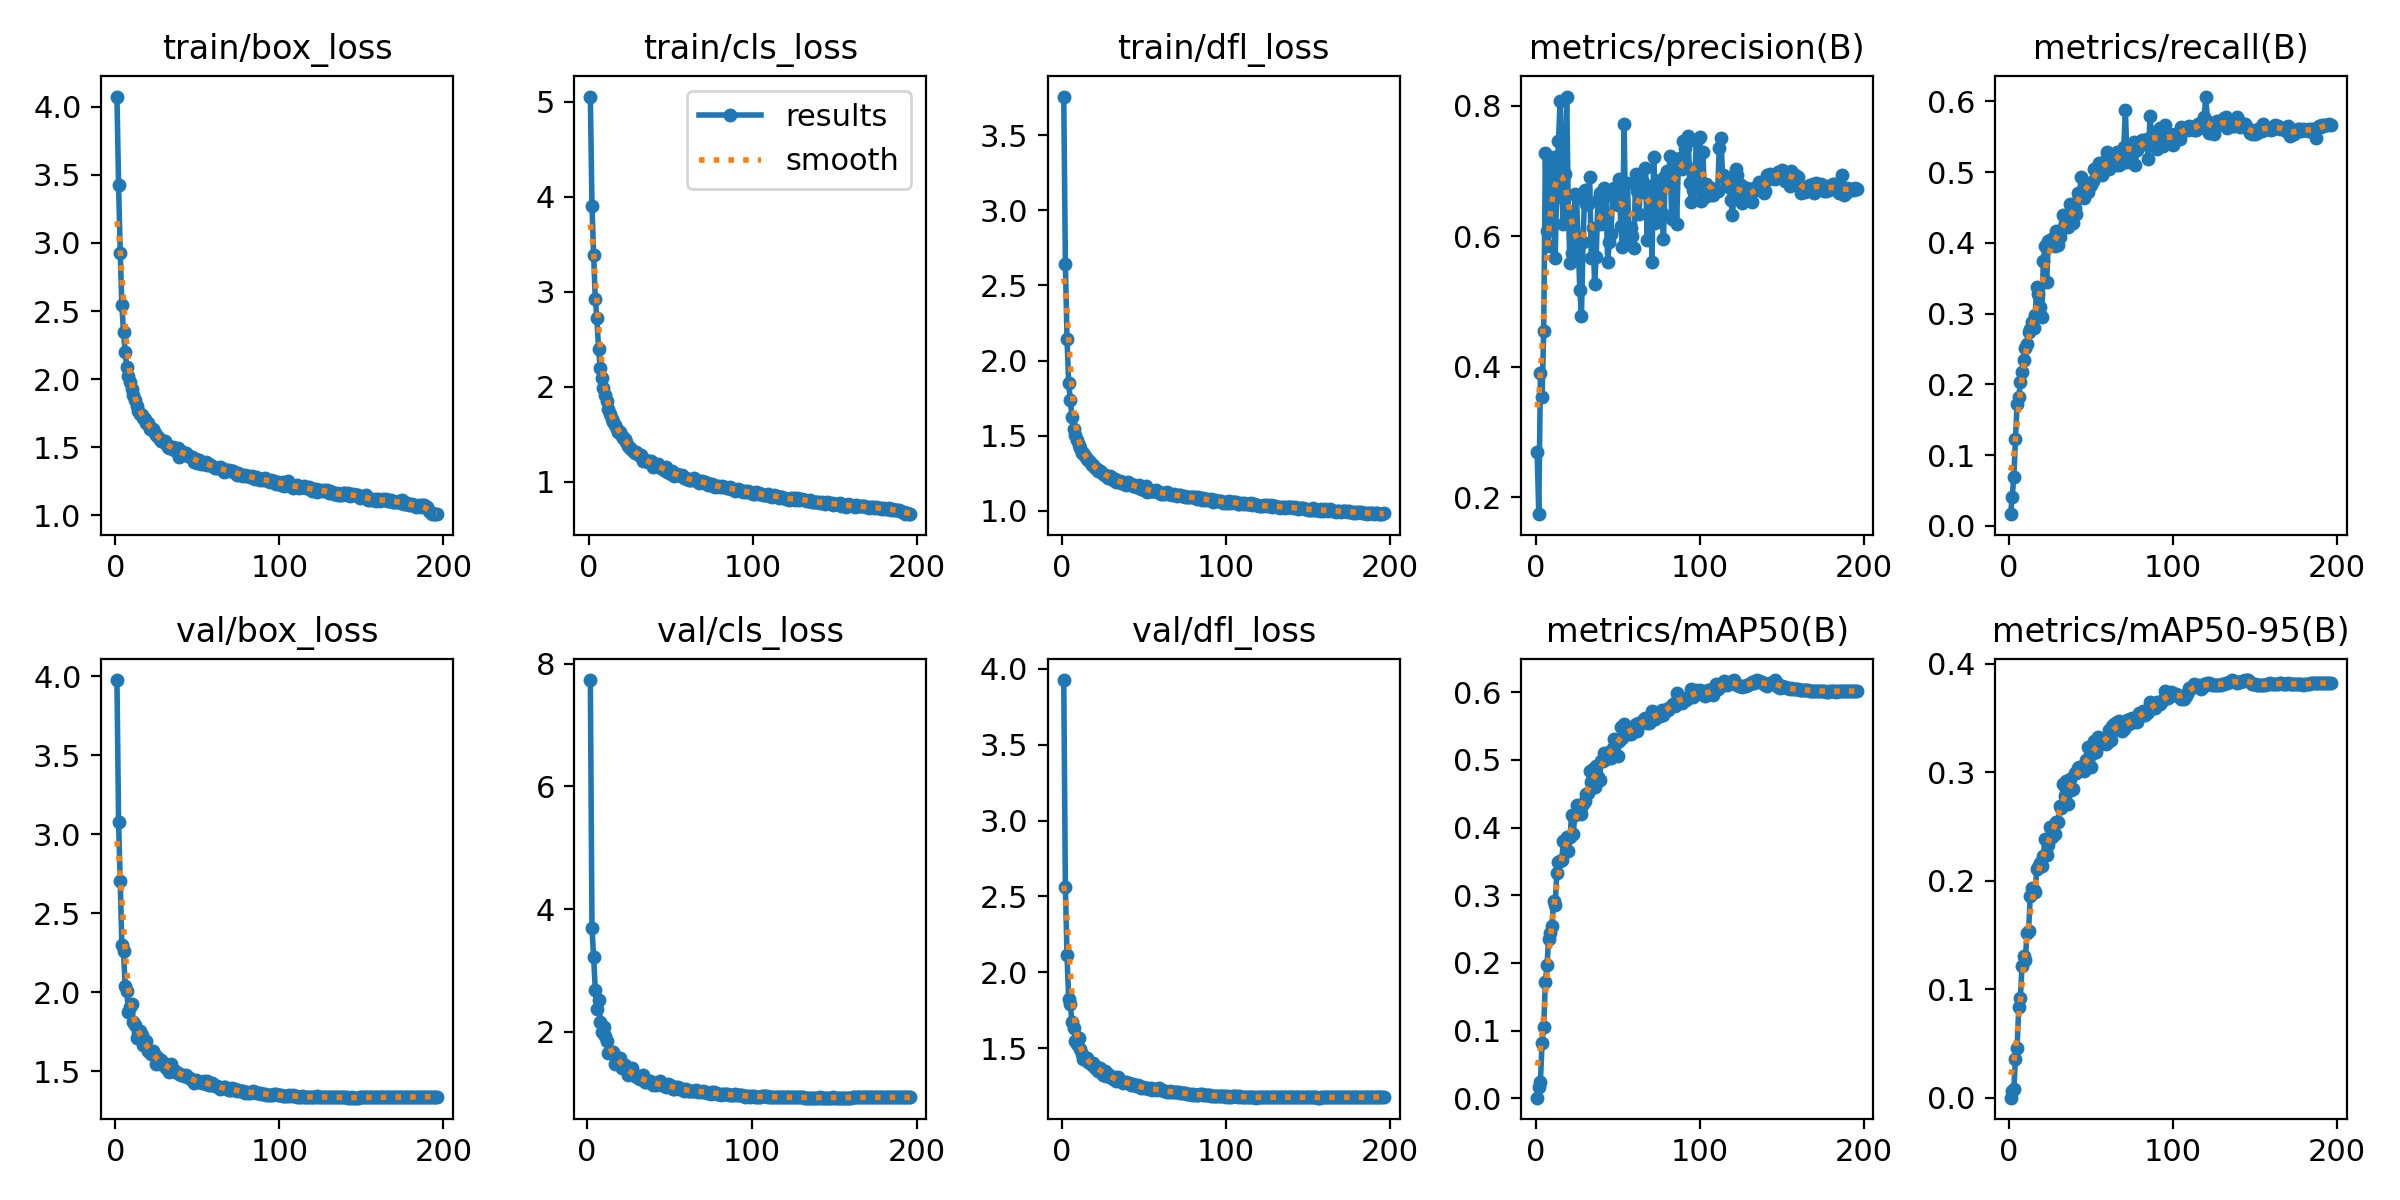 train/box_loss
train/cls_loss
train/dfl_loss
metrics/precision(B)
metrics/recall(B)
4.0
3.5
3.0
2.5
2.0
1.5
1.0
0 100 200
5
4
3
2
1
0 100 200
results
smooth
3.5
3.0
2.5
2.0
1.5
1.0
0 100 200
0.8
0.6
0.4
0.2
0 100 200
0.6
0.5
0.4
0.3
0.2
0.1
0.0
0 100 200
val/box_loss
val/cls_loss
val/dfl_loss
metrics/mAP50(B)
metrics/mAP50-95(B)
4.0
3.5
3.0
2.5
2.0
1.5
0 100 200
8
6
4
2
0 100 200
4.0
3.5
3.0
2.5
2.0
1.5
0 100 200
0.6
0.5
0.4
0.3
0.2
0.1
0.0
0 100 200
0.4
0.3
0.2
0.1
0.0
0 100 200